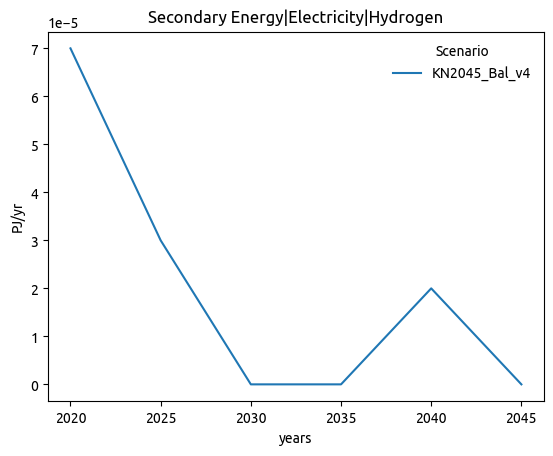 Secondary Energy|Electricity|Hydrogen
1e−5
Scenario
KN2045_Bal_v4
7
6
5
4
3
2
1
0
PJ/yr
2020 2025 2030 2035 2040 2045
years